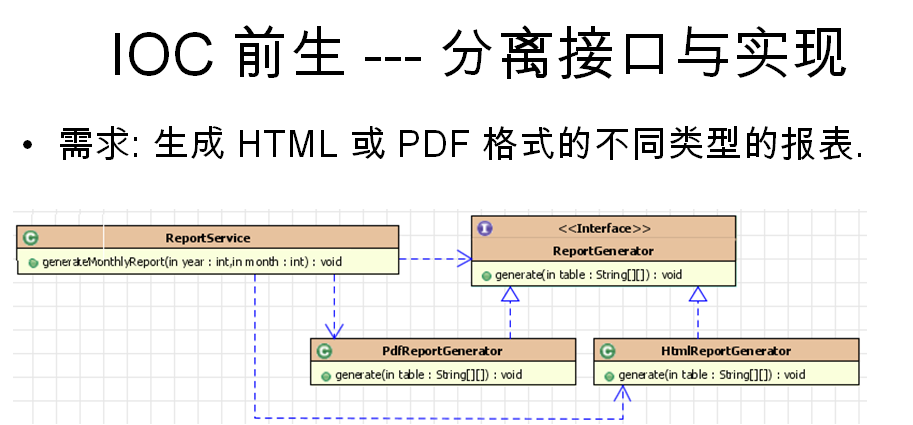 IOC 前生 --- 分离接口与实现
• 需求: 生成 HTML 或 PDF 格式的不同类型的报表.
C ReportService
generateMonthlyReport(in year : int,in month : int) : void
I <<Interface>>
ReportGenerator
generate(in table : String[][]) : void
C PdfReportGenerator
generate(in table : String[][]) : void
C HtmlReportGenerator
generate(in table : String[][]) : void